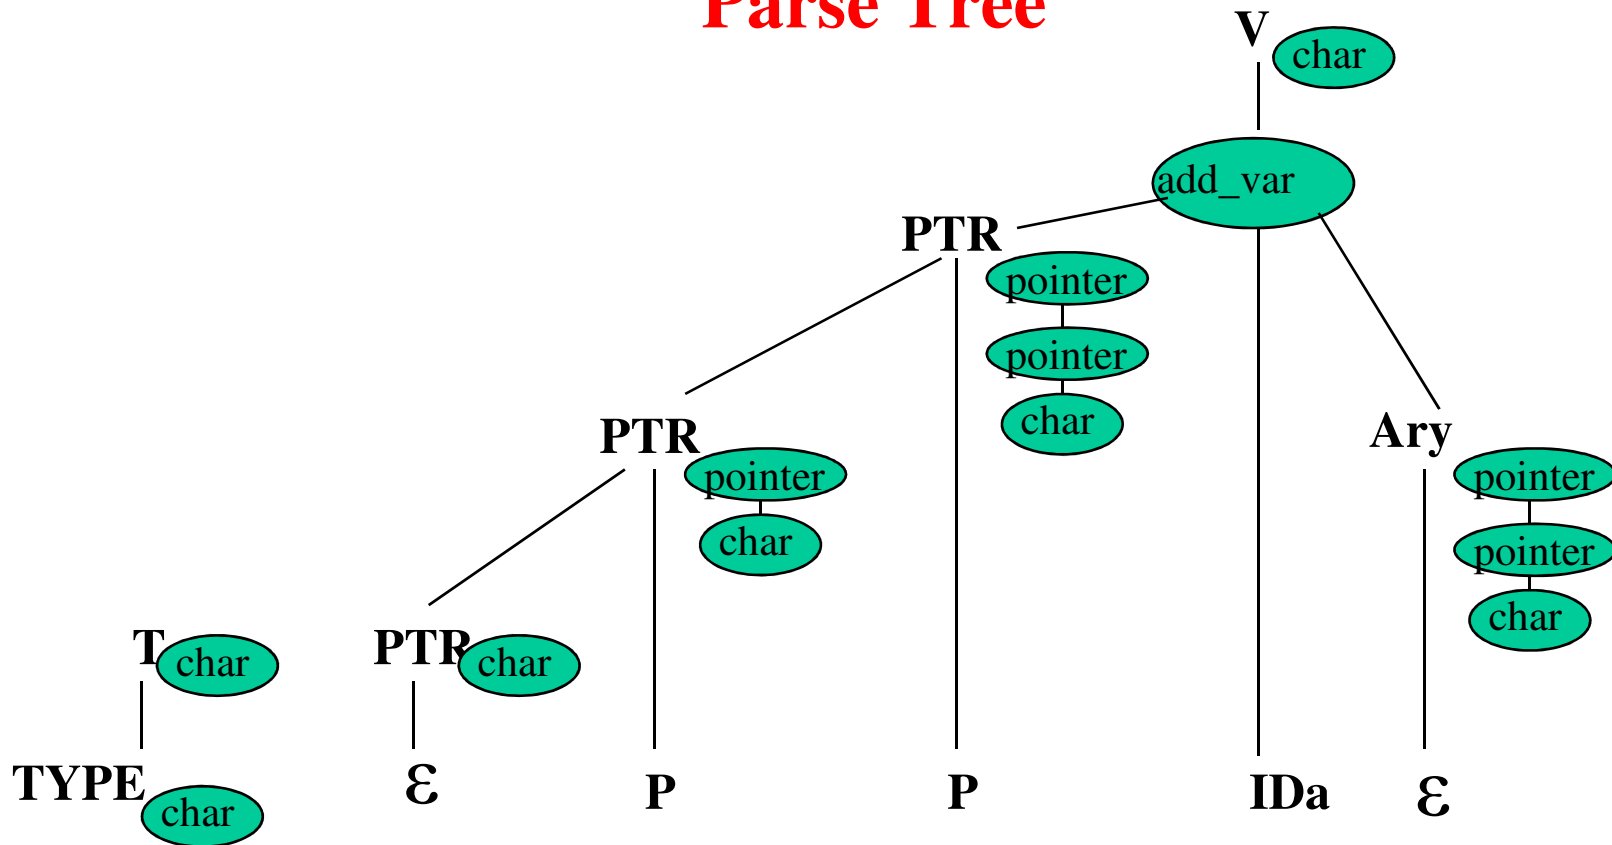 Parse Tree
V
char
add_var
PTR
pointer
pointer
char
PTR
pointer
char
Ary
pointer
pointer
char
T char
PTR char
TYPE
char
ε
P
P
IDa
ε